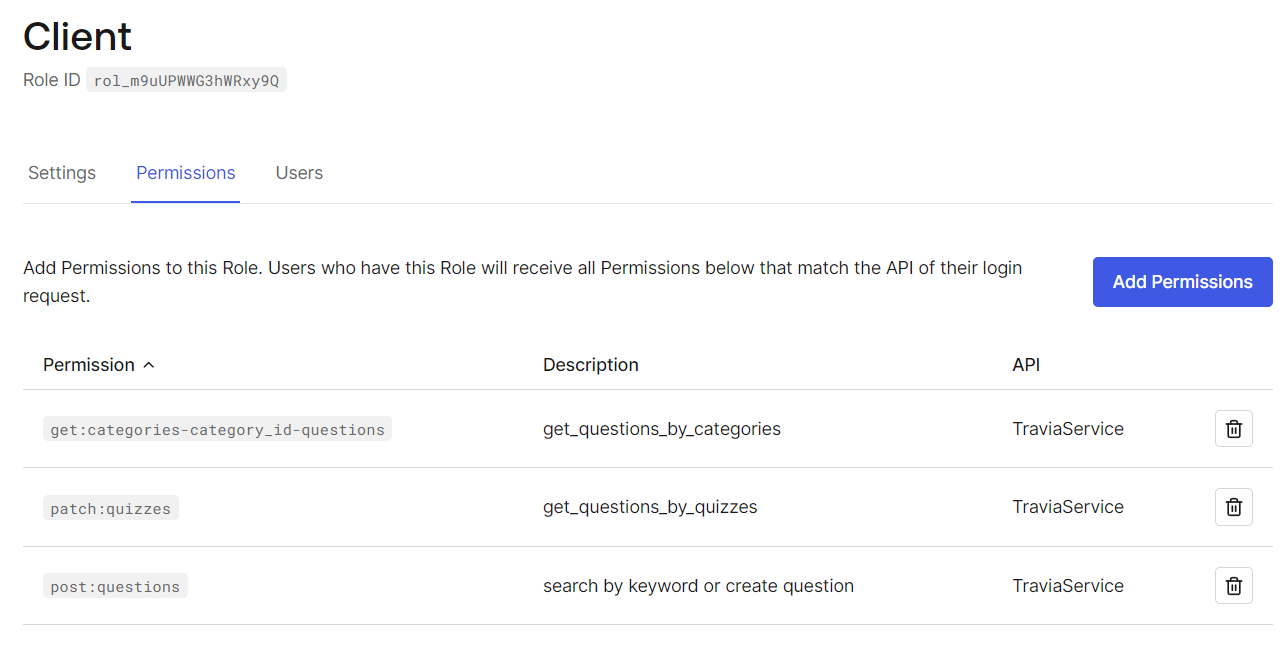 Client
Role ID rol_m9uUPWWG3hWRxy9Q
Settings Permissions Users
Add Permissions to this Role. Users who have this Role will receive all Permissions below that match the API of their login
request.
Add Permissions
Permission Description API
get:categories-category_id-questions get_questions_by_categories TraviaService
patch:quizzes get_questions_by_quizzes TraviaService
post:questions search by keyword or create question TraviaService